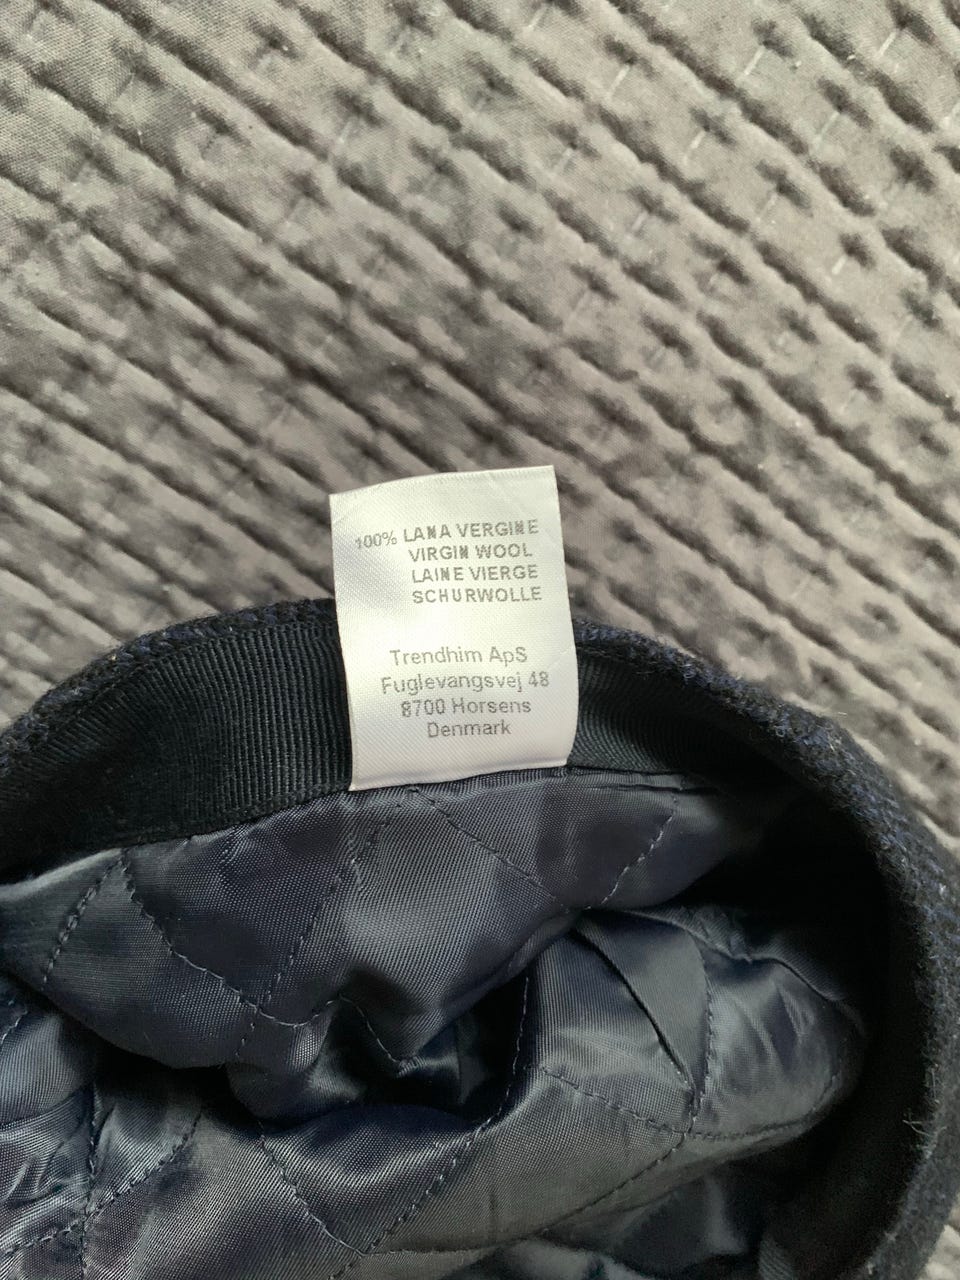 100% LANA VERGINE
VIRGIN WOOL
LAINE VIERGE
SCHURWOLLE
Trendhim ApS
Fuglevangsvej 48
8700 Horsens
Denmark